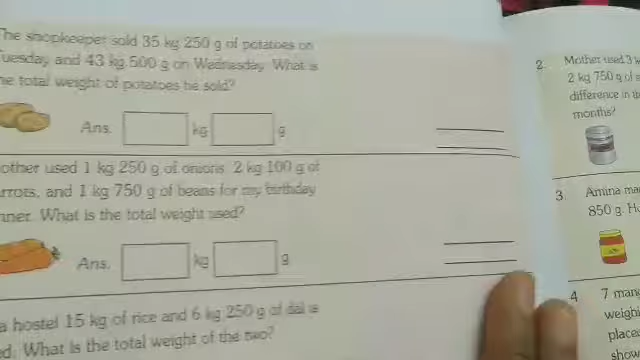 The shopkeeper sold 35 kg 250 g of potatoes on
Tuesday and 43 kg 500 g on Wednesday. What is
he total weight of potatoes he sold?
Ans. kg g
other used 1 kg 250 g of onions, 2 kg 100 g of
rrots, and 1 kg 750 g of beans for my birthday
nner. What is the total weight used?
Ans. kg g
a hostel 15 kg of rice and 6 kg 250 g of dal is
ed. What is the total weight of the two?
2. Mother used 3 k
2 kg 750 g of
difference in th
months?
3. Amina ma
850 g. H
4 7 man
weigh
place
show